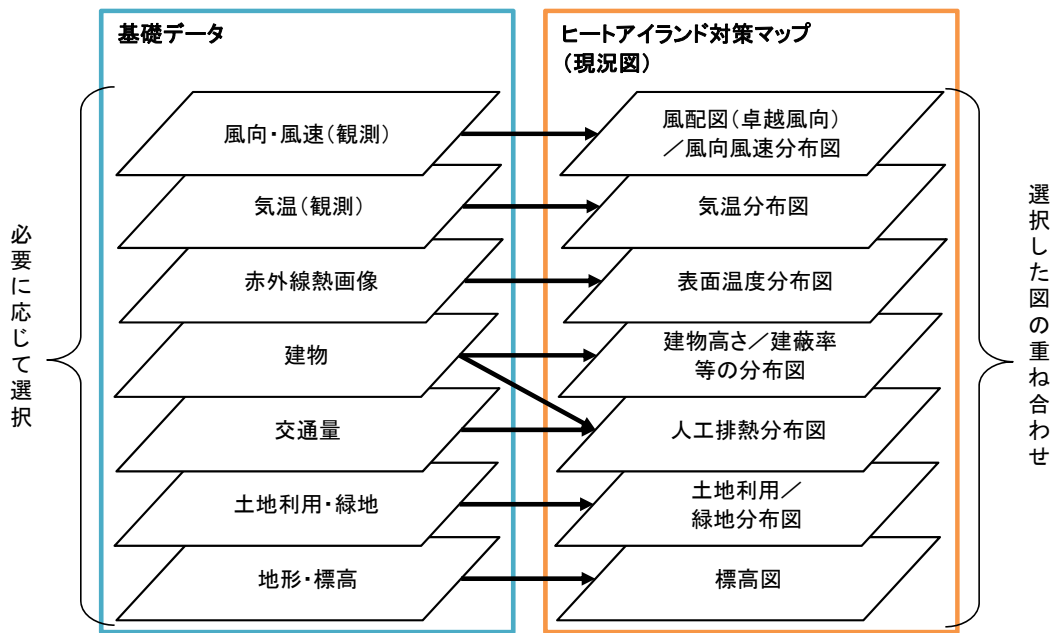 基礎データ
ヒートアイランド対策マップ
（現況図）
風向・風速（観測）
風配図（卓越風向）
／風向風速分布図
気温（観測）
気温分布図
赤外線熱画像
表面温度分布図
建物
建物高さ／建蔽率
等の分布図
交通量
人工排熱分布図
土地利用・緑地
土地利用／
緑地分布図
地形・標高
標高図
必要に応じて選択
選択した図の重ね合わせ